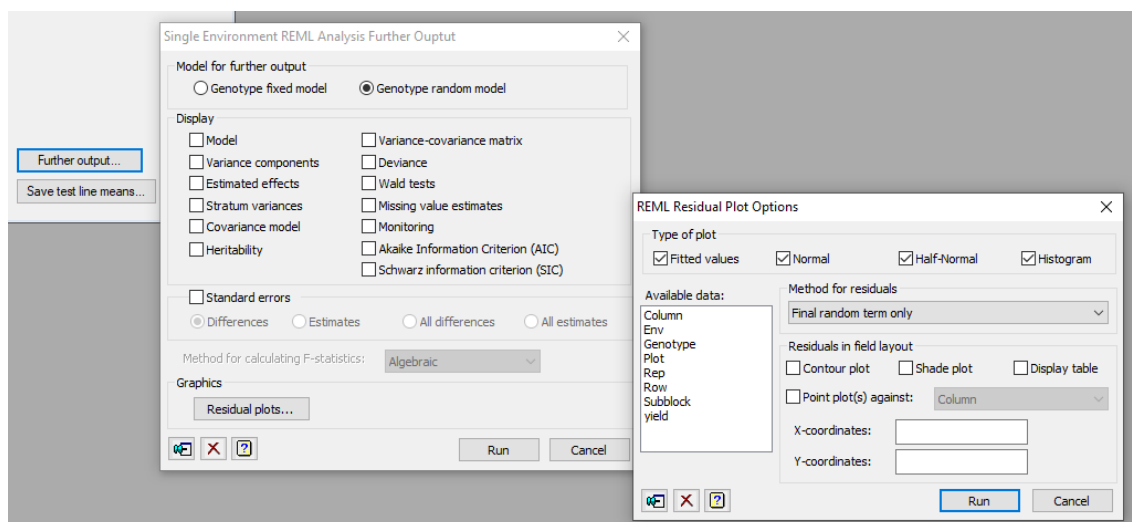 Further output...
Save test line means...
Single Environment REML Analysis Further Ouptut
Model for further output
Genotype fixed model
Genotype random model
Display
Model
Variance-covariance matrix
Variance components
Deviance
Estimated effects
Wald tests
Stratum variances
Missing value estimates
Covariance model
Monitoring
Heritability
Akaike Information Criterion (AIC)
Schwarz information criterion (SIC)
Standard errors
Differences
Estimates
All differences
All estimates
Method for calculating F-statistics:
Algebraic
Graphics
Residual plots...
Run
Cancel
REML Residual Plot Options
Type of plot
Fitted values
Normal
Half-Normal
Histogram
Available data:
Column
Env
Genotype
Plot
Rep
Row
Subblock
yield
Method for residuals
Final random term only
Residuals in field layout
Contour plot
Shade plot
Display table
Point plot(s) against:
Column
X-coordinates:
Y-coordinates:
Run
Cancel